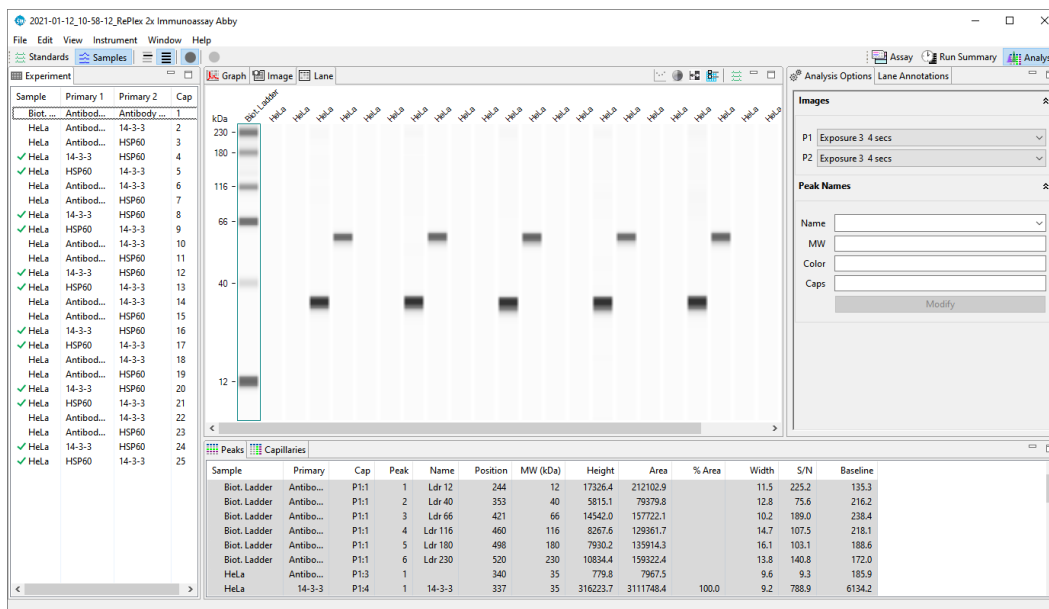 2021-01-12_10-58-12_RePlex 2x Immunoassay Abby
File Edit View Instrument Window Help
Standards Samples Assay Run Summary Analys
Experiment
Sample Primary 1 Primary 2 Cap
Biot. ... Antibod... Antibody ... 1
HeLa Antibod... 14-3-3 2
HeLa Antibod... HSP60 3
HeLa 14-3-3 HSP60 4
HeLa HSP60 14-3-3 5
HeLa Antibod... 14-3-3 6
HeLa Antibod... HSP60 7
HeLa 14-3-3 HSP60 8
HeLa HSP60 14-3-3 9
HeLa Antibod... 14-3-3 10
HeLa Antibod... HSP60 11
HeLa 14-3-3 HSP60 12
HeLa HSP60 14-3-3 13
HeLa Antibod... 14-3-3 14
HeLa Antibod... HSP60 15
HeLa 14-3-3 HSP60 16
HeLa HSP60 14-3-3 17
HeLa Antibod... 14-3-3 18
HeLa Antibod... HSP60 19
HeLa 14-3-3 HSP60 20
HeLa HSP60 14-3-3 21
HeLa Antibod... 14-3-3 22
HeLa Antibod... HSP60 23
HeLa 14-3-3 HSP60 24
HeLa HSP60 14-3-3 25
Graph Image Lane
kDa Biot. Ladder HeLa HeLa HeLa HeLa HeLa HeLa HeLa HeLa HeLa HeLa HeLa HeLa HeLa HeLa HeLa HeLa HeLa HeLa HeLa HeLa HeLa HeLa
230
180
116
66
40
12
Analysis Options Lane Annotations
Images
P1 Exposure 3 4 secs
P2 Exposure 3 4 secs
Peak Names
Name
MW
Color
Caps
Modify
Peaks Capillaries
Sample Primary Cap Peak Name Position MW (kDa) Height Area % Area Width S/N Baseline
Biot. Ladder Antibo... P1:1 1 Ldr 12 244 12 17326.4 212102.9 11.5 225.2 135.3
Biot. Ladder Antibo... P1:1 2 Ldr 40 353 40 5815.1 79379.8 12.8 75.6 216.2
Biot. Ladder Antibo... P1:1 3 Ldr 66 421 66 14542.0 157722.1 10.2 189.0 238.4
Biot. Ladder Antibo... P1:1 4 Ldr 116 460 116 8267.6 129361.7 14.7 107.5 218.1
Biot. Ladder Antibo... P1:1 5 Ldr 180 498 180 7930.2 135914.3 16.1 103.1 188.6
Biot. Ladder Antibo... P1:1 6 Ldr 230 520 230 10834.4 159322.4 13.8 140.8 172.0
HeLa Antibo... P1:3 1 340 35 779.8 7967.5 9.6 9.3 185.9
HeLa 14-3-3 P1:4 1 14-3-3 337 35 316223.7 3111748.4 100.0 9.2 788.9 6134.2